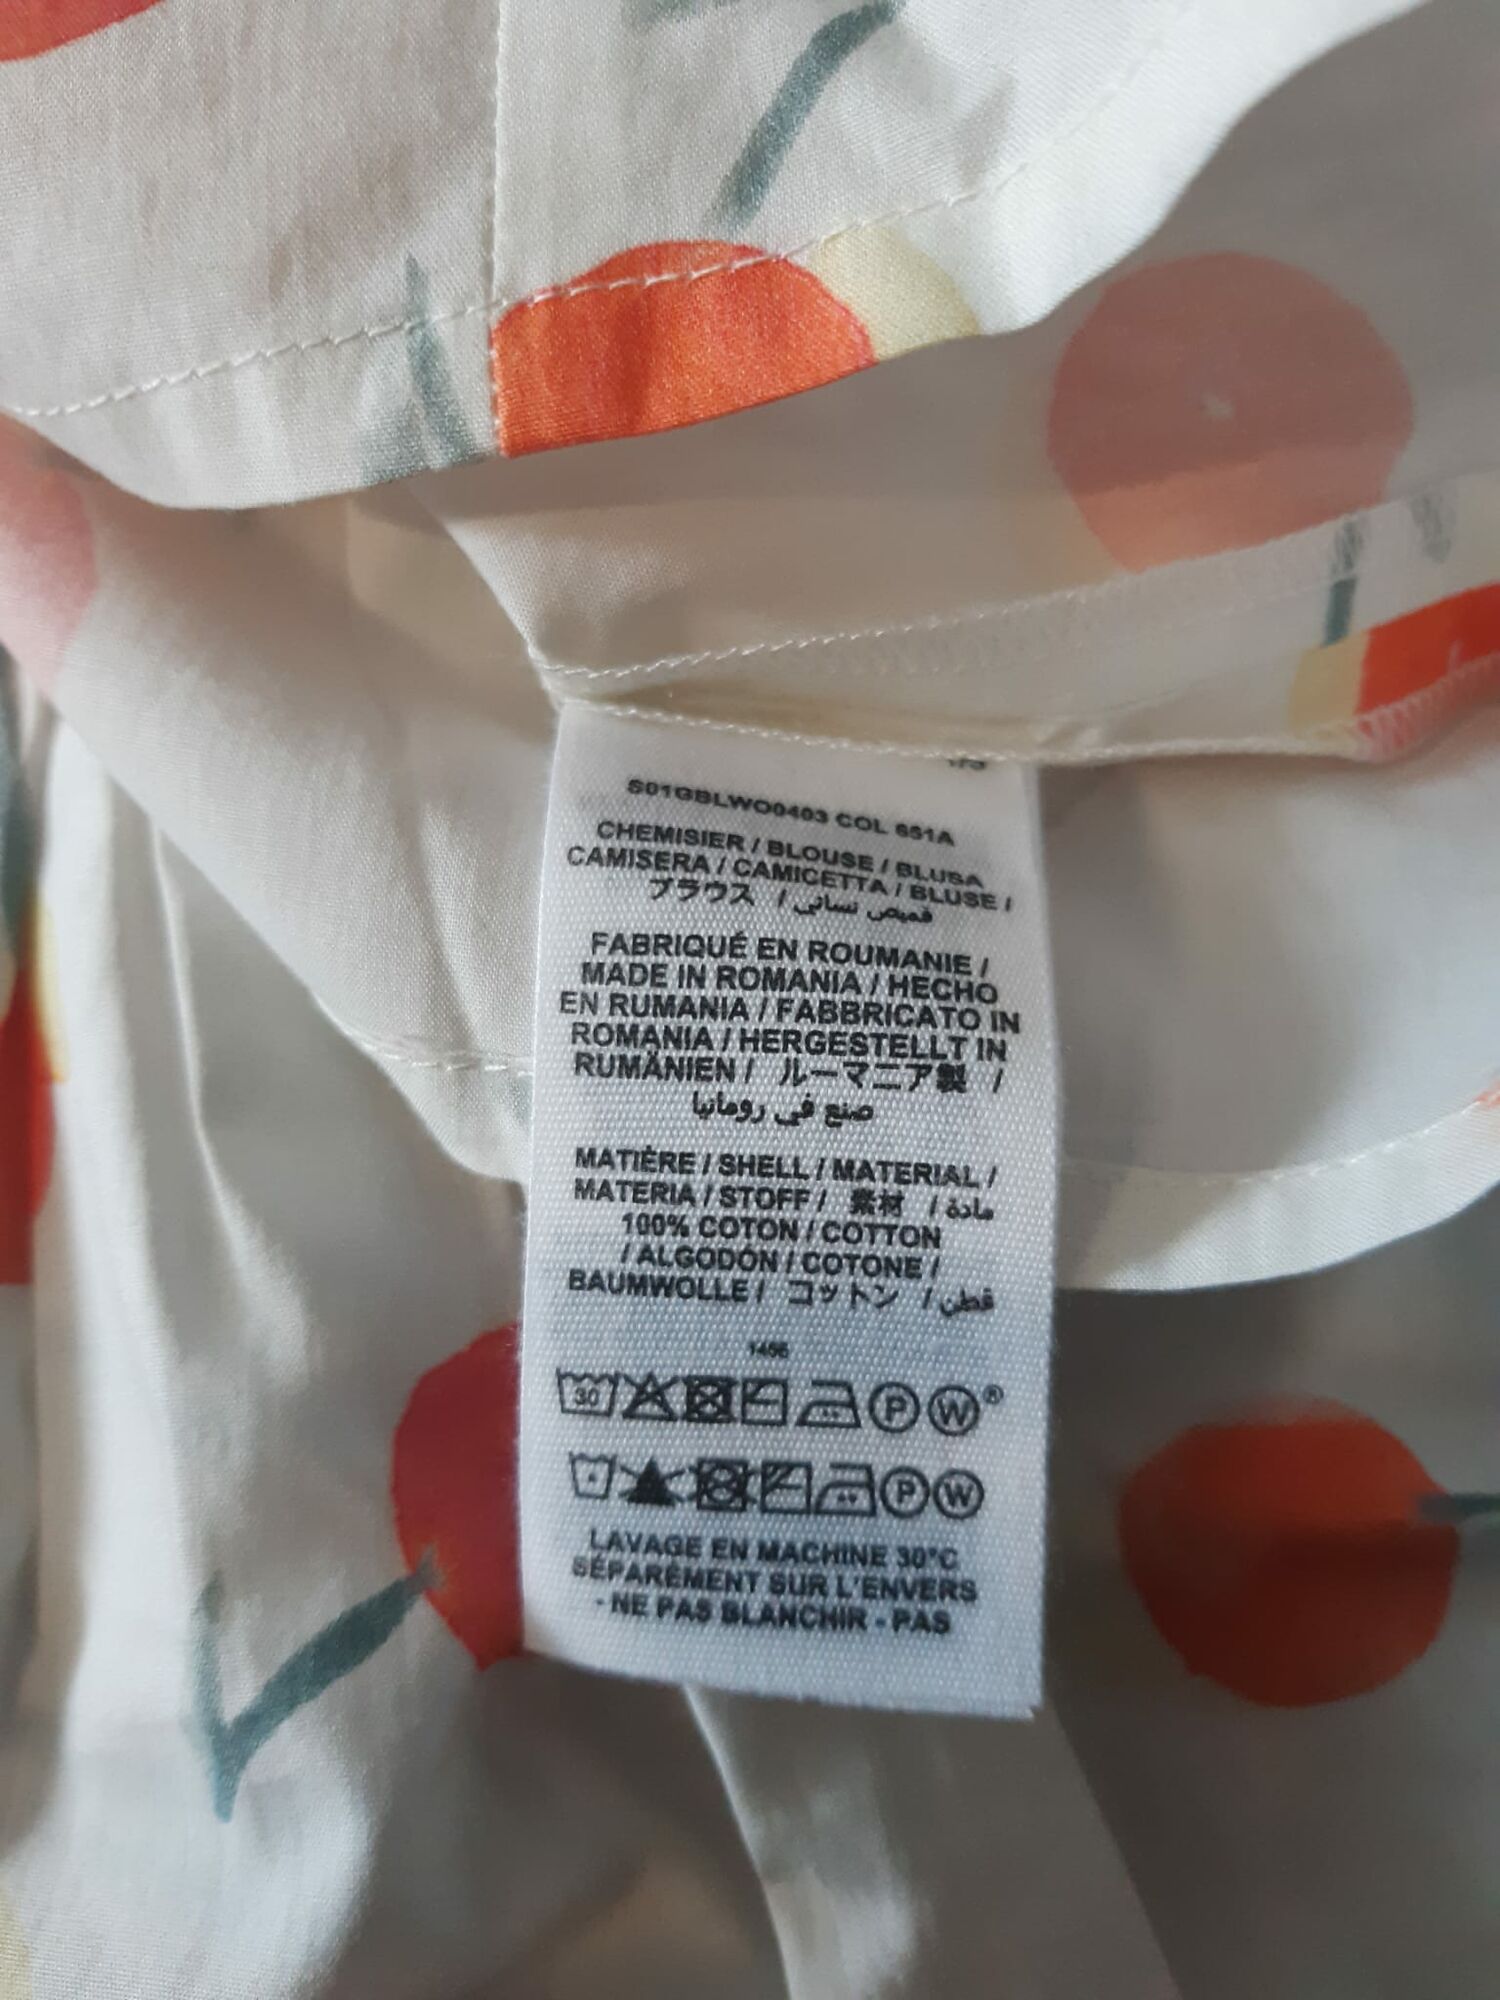 S01GBLWO0403 COL 651A
CHEMISIER / BLOUSE / BLUSA
CAMISERA / CAMICETTA / BLUSE /
ブラウス / قميص نسائي
FABRIQUÉ EN ROUMANIE /
MADE IN ROMANIA / HECHO
EN RUMANIA / FABBRICATO IN
ROMANIA / HERGESTELLT IN
RUMÄNIEN / ルーマニア製 /
صنع في رومانيا
MATIÈRE / SHELL / MATERIAL /
MATERIA / STOFF / 素材 / مادة
100% COTON / COTTON
/ ALGODÓN / COTONE /
BAUMWOLLE / コットン / قطن
1456
30 P W ®
P W
LAVAGE EN MACHINE 30°C
SÉPARÉMENT SUR L'ENVERS
- NE PAS BLANCHIR - PAS